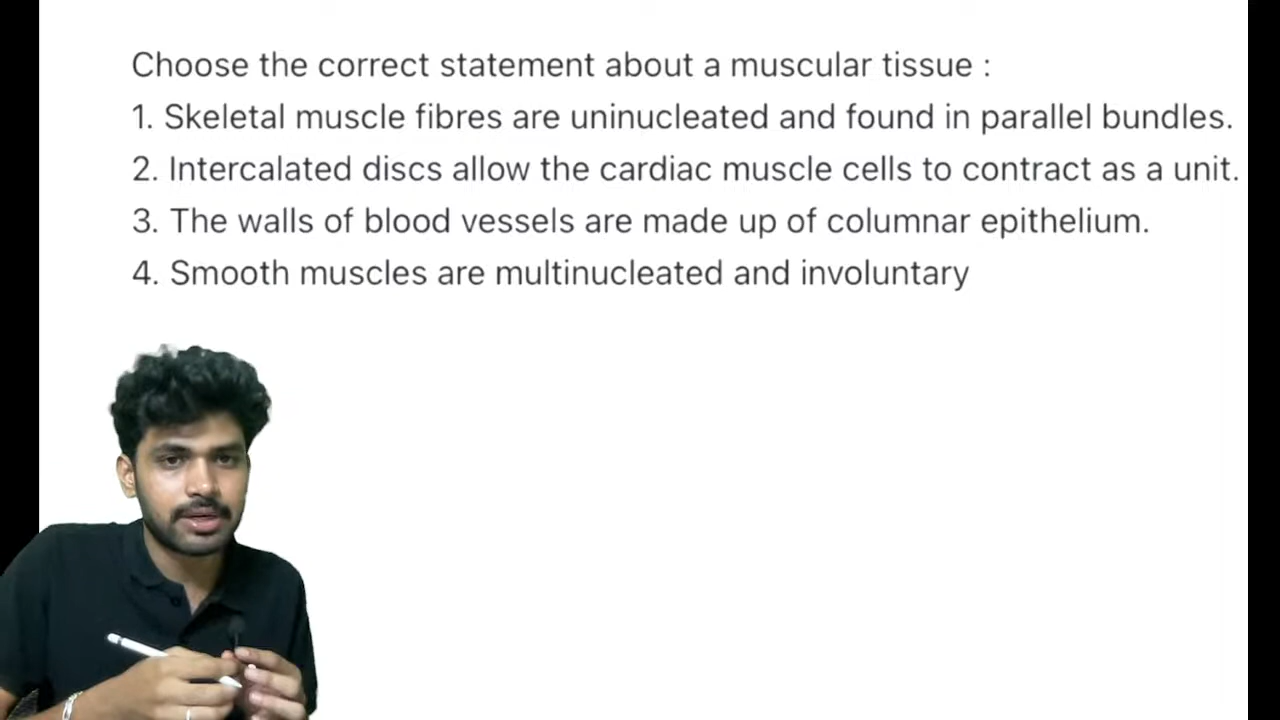 Choose the correct statement about a muscular tissue :
1. Skeletal muscle fibres are uninucleated and found in parallel bundles.
2. Intercalated discs allow the cardiac muscle cells to contract as a unit.
3. The walls of blood vessels are made up of columnar epithelium.
4. Smooth muscles are multinucleated and involuntary